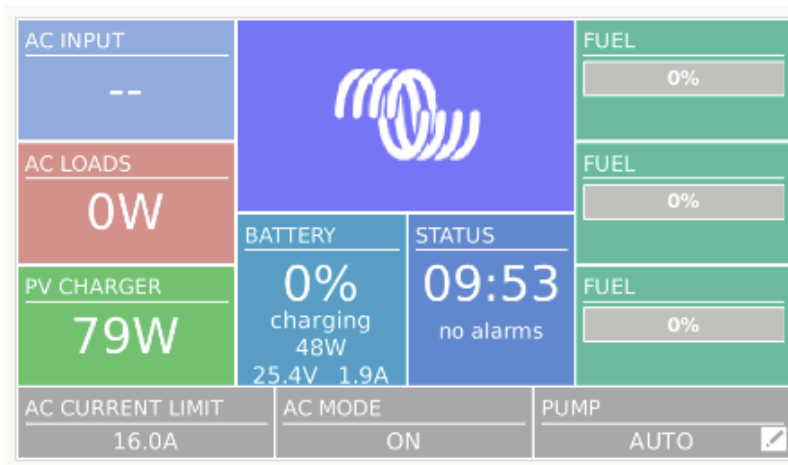 AC INPUT
--
AC LOADS
0W
PV CHARGER
79W
BATTERY
0%
charging
48W
25.4V 1.9A
STATUS
09:53
no alarms
FUEL
0%
FUEL
0%
FUEL
0%
AC CURRENT LIMIT
16.0A
AC MODE
ON
PUMP
AUTO